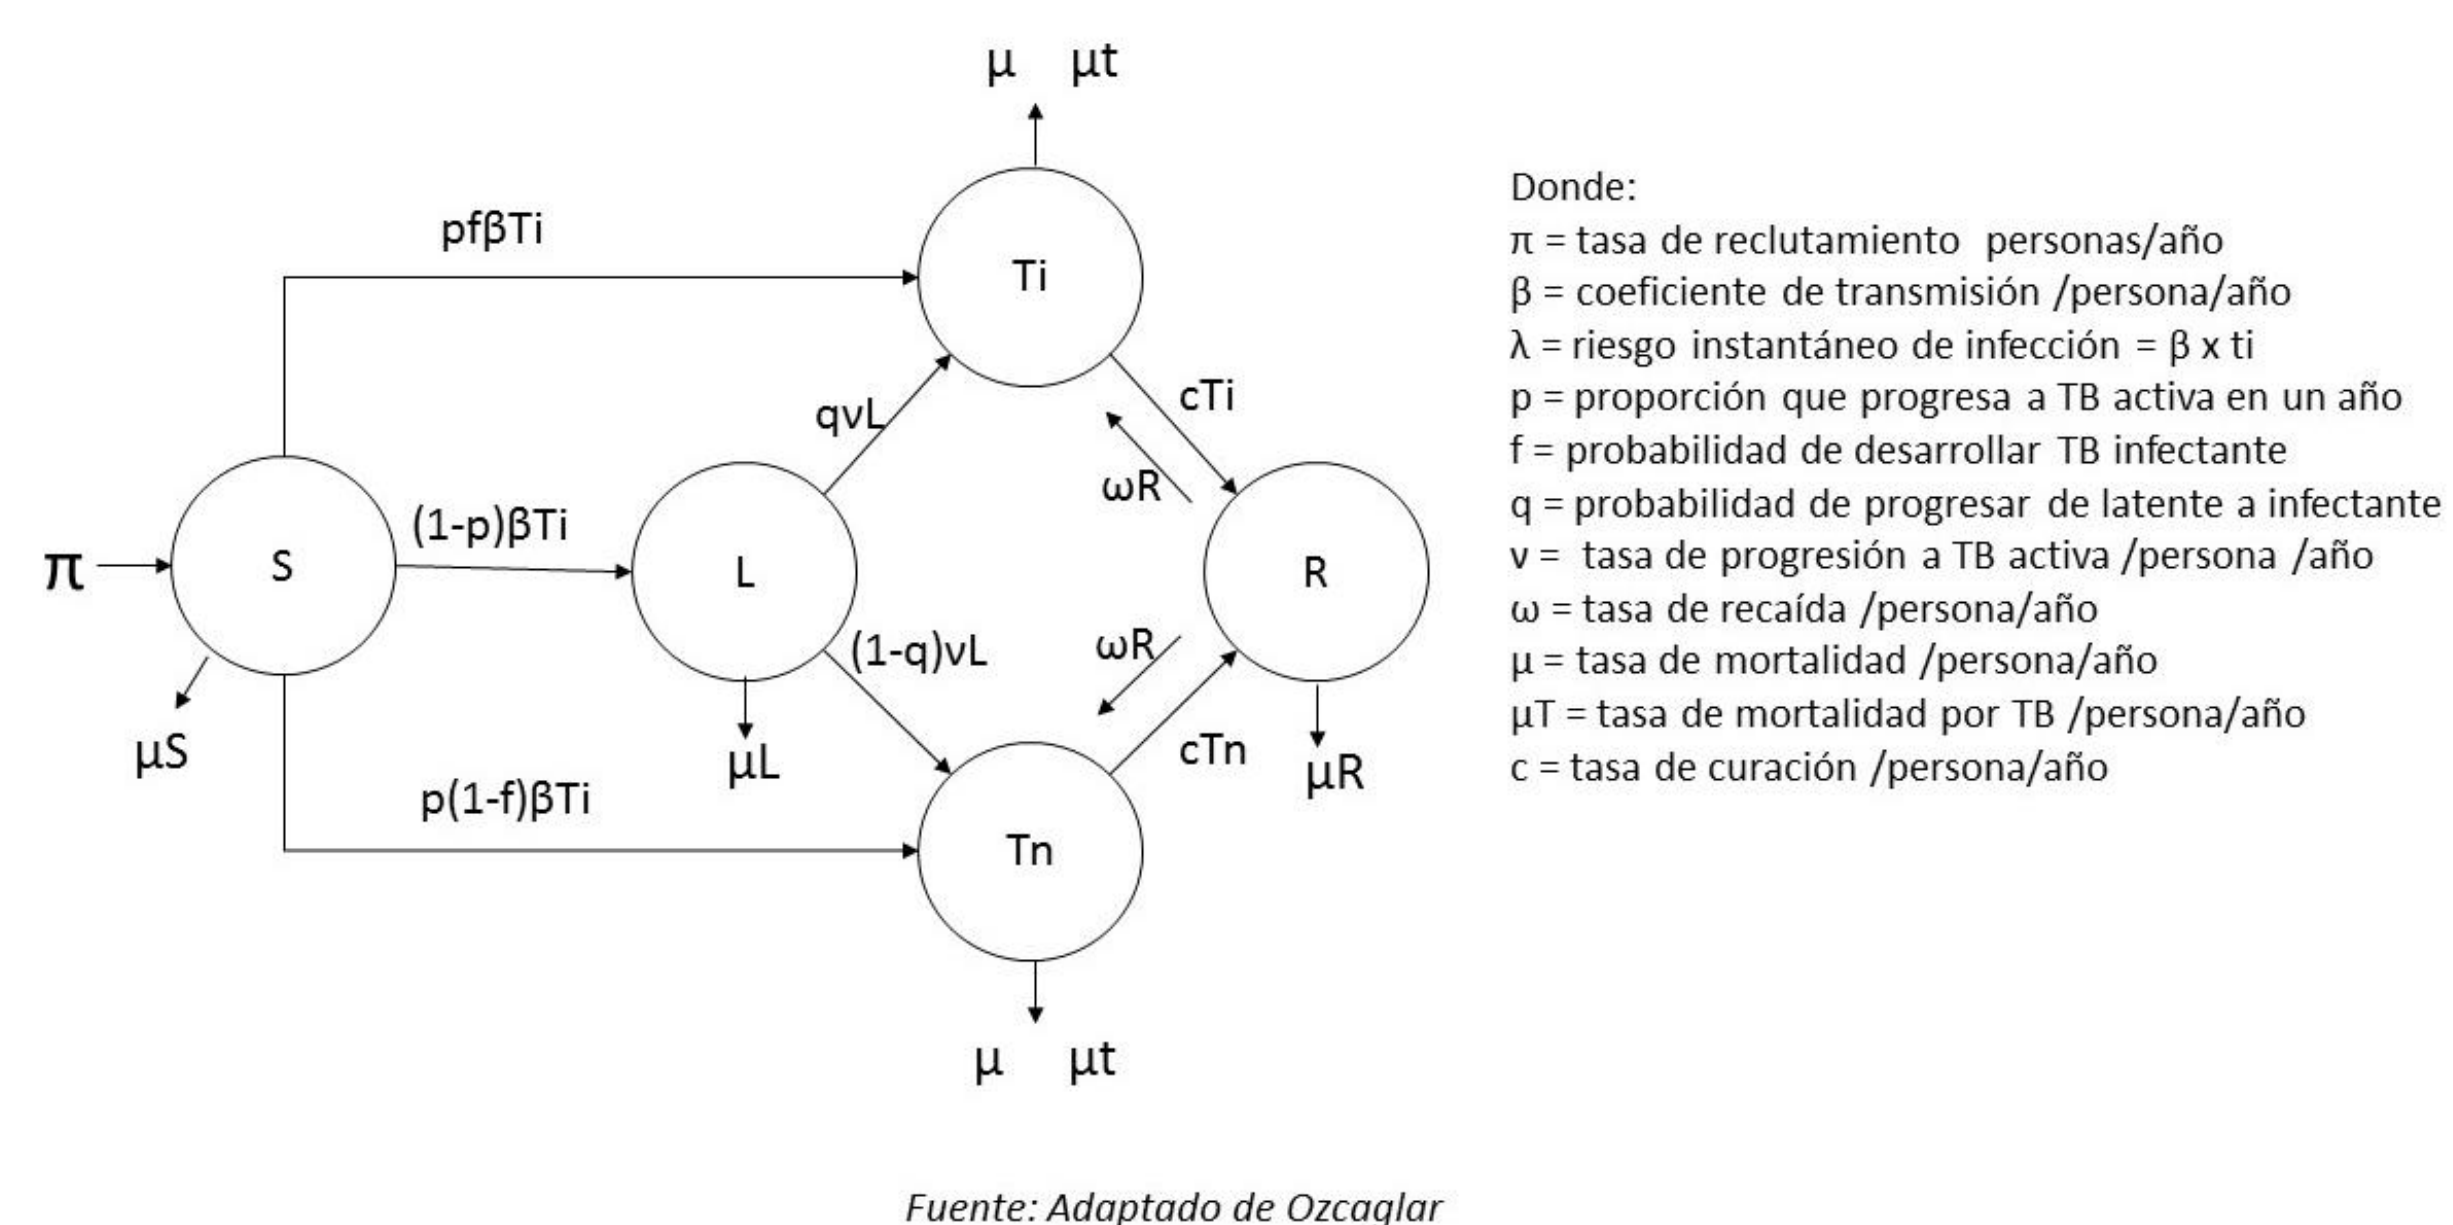 μ μt
pfβTi
Ti
qνL
cTi
ωR
(1-p)βTi
π
S
L
R
(1-q)νL
ωR
μS
μL
cTn
μR
p(1-f)βTi
Tn
μ μt
Donde:
π = tasa de reclutamiento personas/año
β = coeficiente de transmisión /persona/año
λ = riesgo instantáneo de infección = β x ti
p = proporción que progresa a TB activa en un año
f = probabilidad de desarrollar TB infectante
q = probabilidad de progresar de latente a infectante
ν = tasa de progresión a TB activa /persona /año
ω = tasa de recaída /persona/año
μ = tasa de mortalidad /persona/año
μT = tasa de mortalidad por TB /persona/año
c = tasa de curación /persona/año
Fuente: Adaptado de Ozcaglar